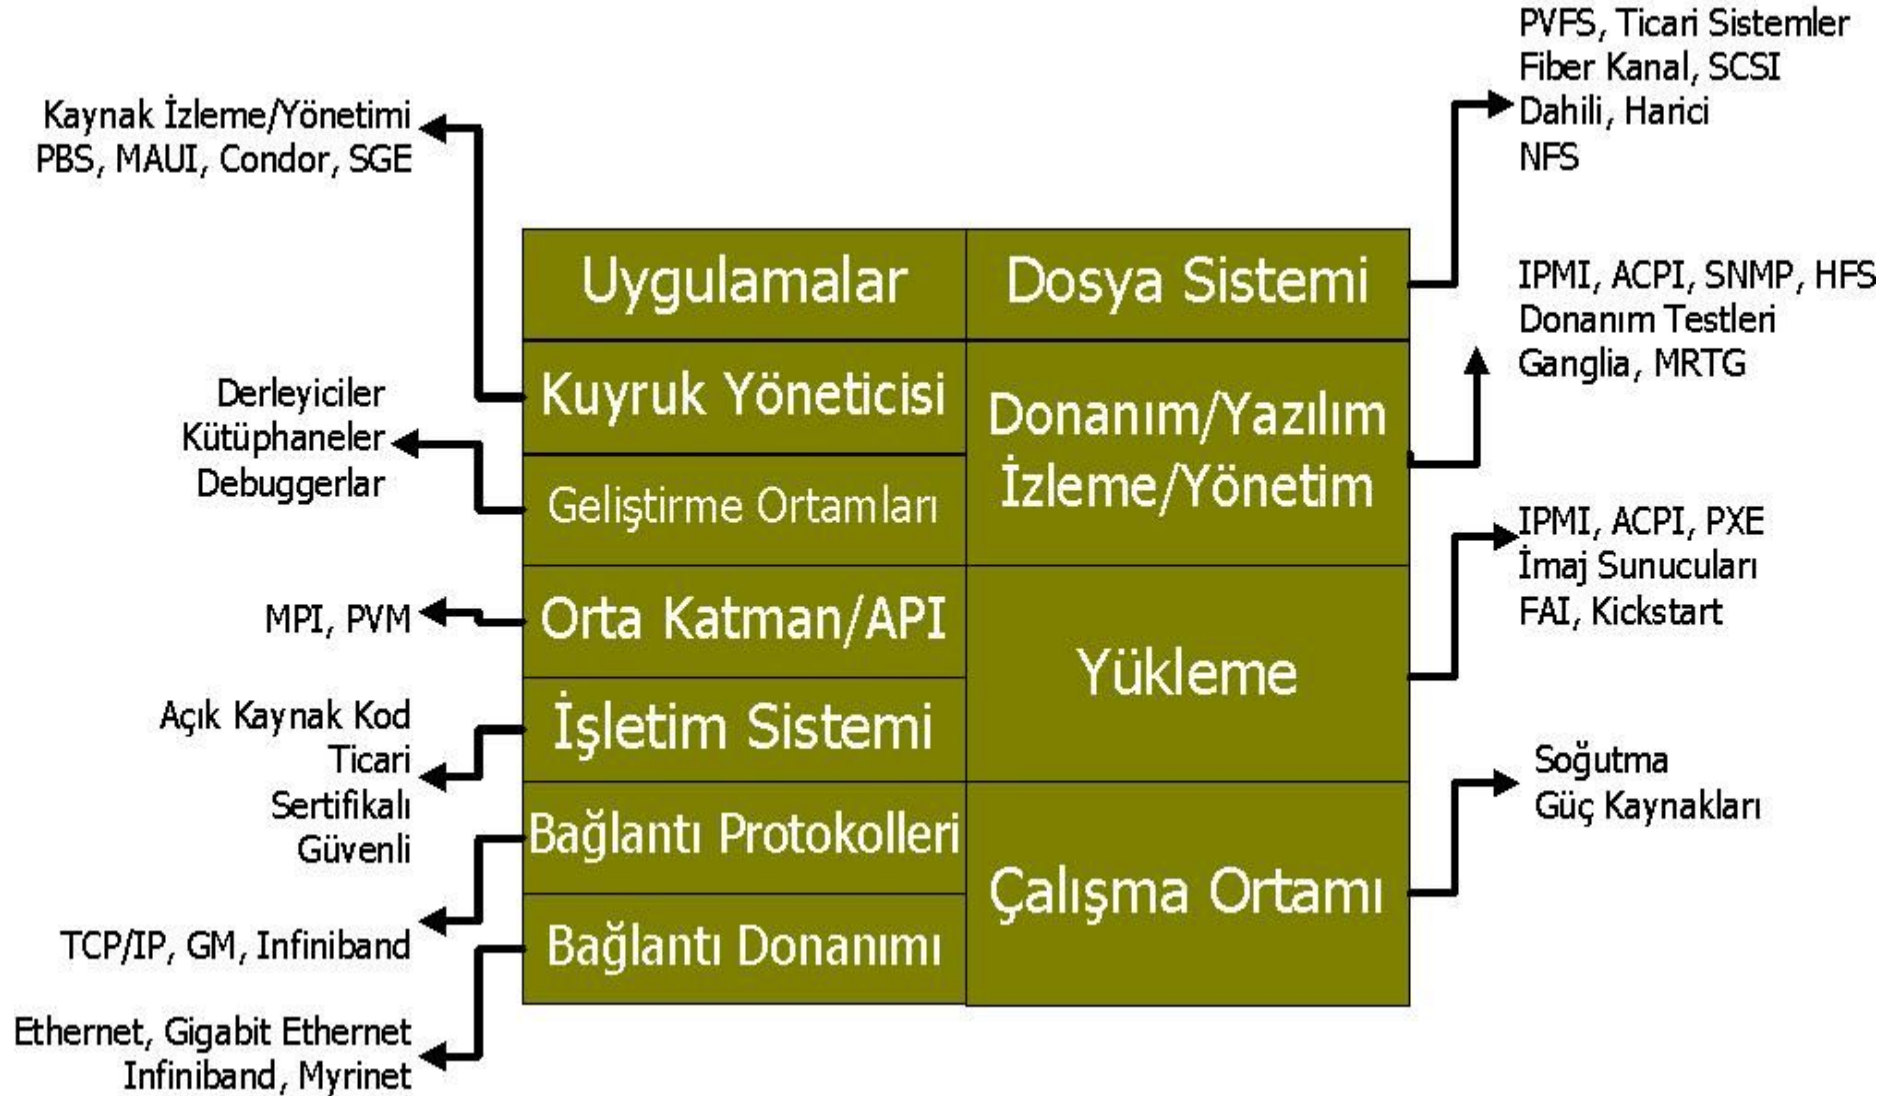 Kaynak İzleme/Yönetimi
PBS, MAUI, Condor, SGE
Derleyiciler
Kütüphaneler
Debuggerlar
MPI, PVM
Açık Kaynak Kod
Ticari
Sertifikalı
Güvenli
TCP/IP, GM, Infiniband
Ethernet, Gigabit Ethernet
Infiniband, Myrinet
Uygulamalar
Kuyruk Yöneticisi
Geliştirme Ortamları
Orta Katman/API
İşletim Sistemi
Bağlantı Protokolleri
Bağlantı Donanımı
Dosya Sistemi
Donanım/Yazılım
İzleme/Yönetim
Yükleme
Çalışma Ortamı
PVFS, Ticari Sistemler
Fiber Kanal, SCSI
Dahili, Harici
NFS
IPMI, ACPI, SNMP, HFS
Donanım Testleri
Ganglia, MRTG
IPMI, ACPI, PXE
İmaj Sunucuları
FAI, Kickstart
Soğutma
Güç Kaynakları